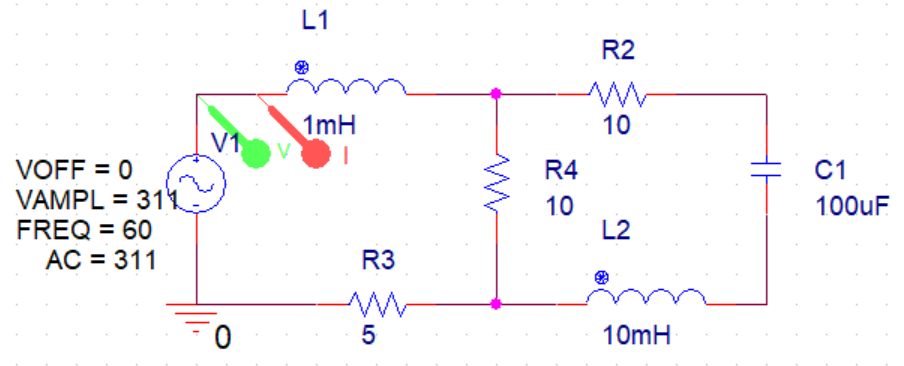 L1
R2
1mH
V1
V
I
10
VOFF = 0
VAMPL = 311
FREQ = 60
AC = 311
R4
10
C1
100uF
L2
R3
0
5
10mH